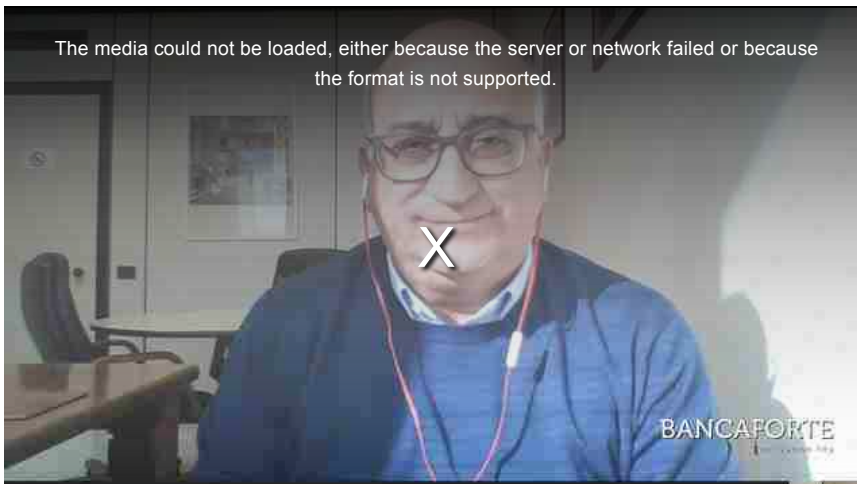 The media could not be loaded, either because the server or network failed or because
the format is not supported.
X
BANCAFORTE